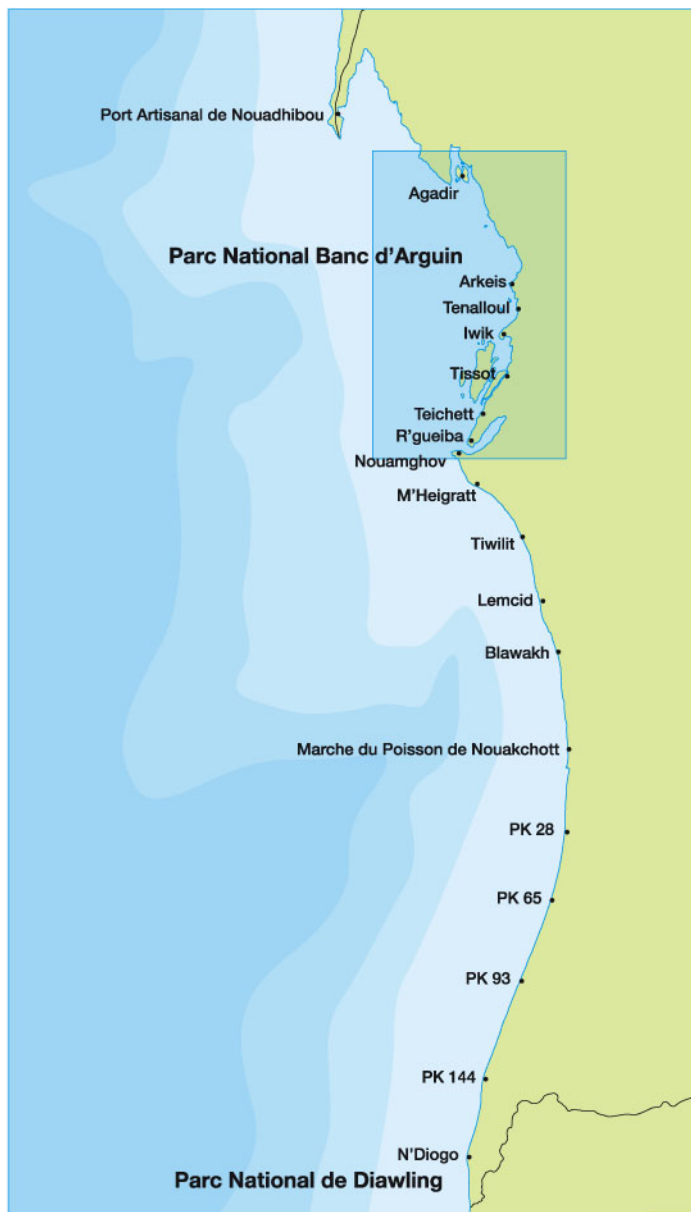 Port Artisanal de Nouadhibou
Agadir
Parc National Banc d'Arguin
Arkeis
Tenalloul
Iwik
Tissot
Teichett
R'gueiba
Nouamghov
M'Heigratt
Tiwilit
Lemcid
Blawakh
Marche du Poisson de Nouakchott
PK 28
PK 65
PK 93
PK 144
N'Diogo
Parc National de Diawling